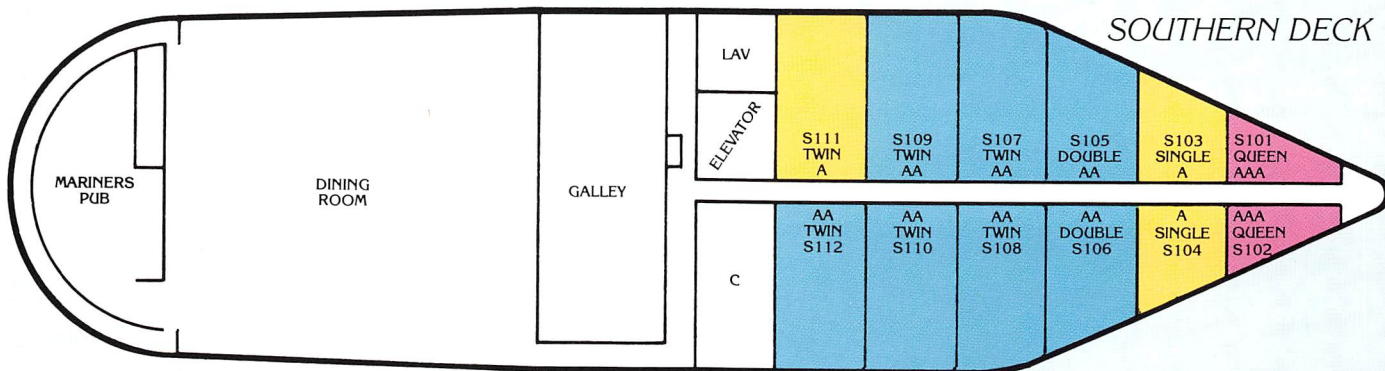 SOUTHERN DECK
LAV
ELEVATOR
MARINERS
PUB
DINING
ROOM
GALLEY
S111
TWIN
A
S109
TWIN
AA
S107
TWIN
AA
S105
DOUBLE
AA
S103
SINGLE
A
S101
QUEEN
AAA
C
AA
TWIN
S112
AA
TWIN
S110
AA
TWIN
S108
AA
DOUBLE
S106
A
SINGLE
S104
AAA
QUEEN
S102